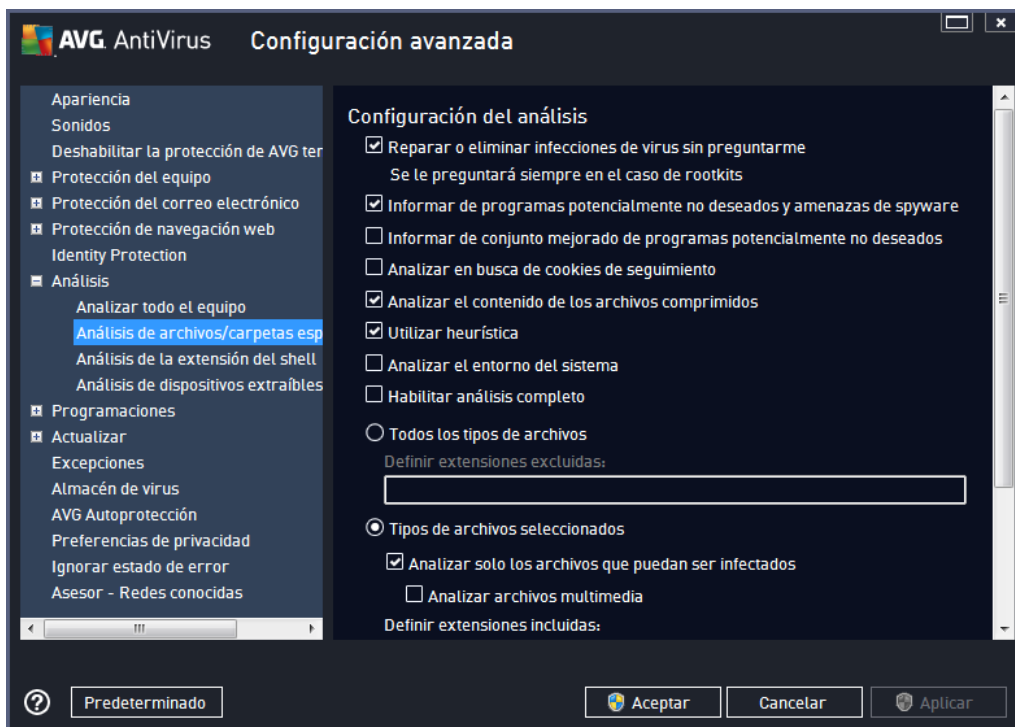 AVG AntiVirus Configuración avanzada
Apariencia
Sonidos
Deshabilitar la protección de AVG ter
Protección del equipo
Protección del correo electrónico
Protección de navegación web
Identity Protection
Análisis
Analizar todo el equipo
Análisis de archivos/carpetas esp
Análisis de la extensión del shell
Análisis de dispositivos extraíbles
Programaciones
Actualizar
Excepciones
Almacén de virus
AVG Autoprotección
Preferencias de privacidad
Ignorar estado de error
Asesor - Redes conocidas
Configuración del análisis
Reparar o eliminar infecciones de virus sin preguntarme
Se le preguntará siempre en el caso de rootkits
Informar de programas potencialmente no deseados y amenazas de spyware
Informar de conjunto mejorado de programas potencialmente no deseados
Analizar en busca de cookies de seguimiento
Analizar el contenido de los archivos comprimidos
Utilizar heurística
Analizar el entorno del sistema
Habilitar análisis completo
Todos los tipos de archivos
Definir extensiones excluidas:
Tipos de archivos seleccionados
Analizar solo los archivos que puedan ser infectados
Analizar archivos multimedia
Definir extensiones incluidas:
Predeterminado
Aceptar
Cancelar
Aplicar